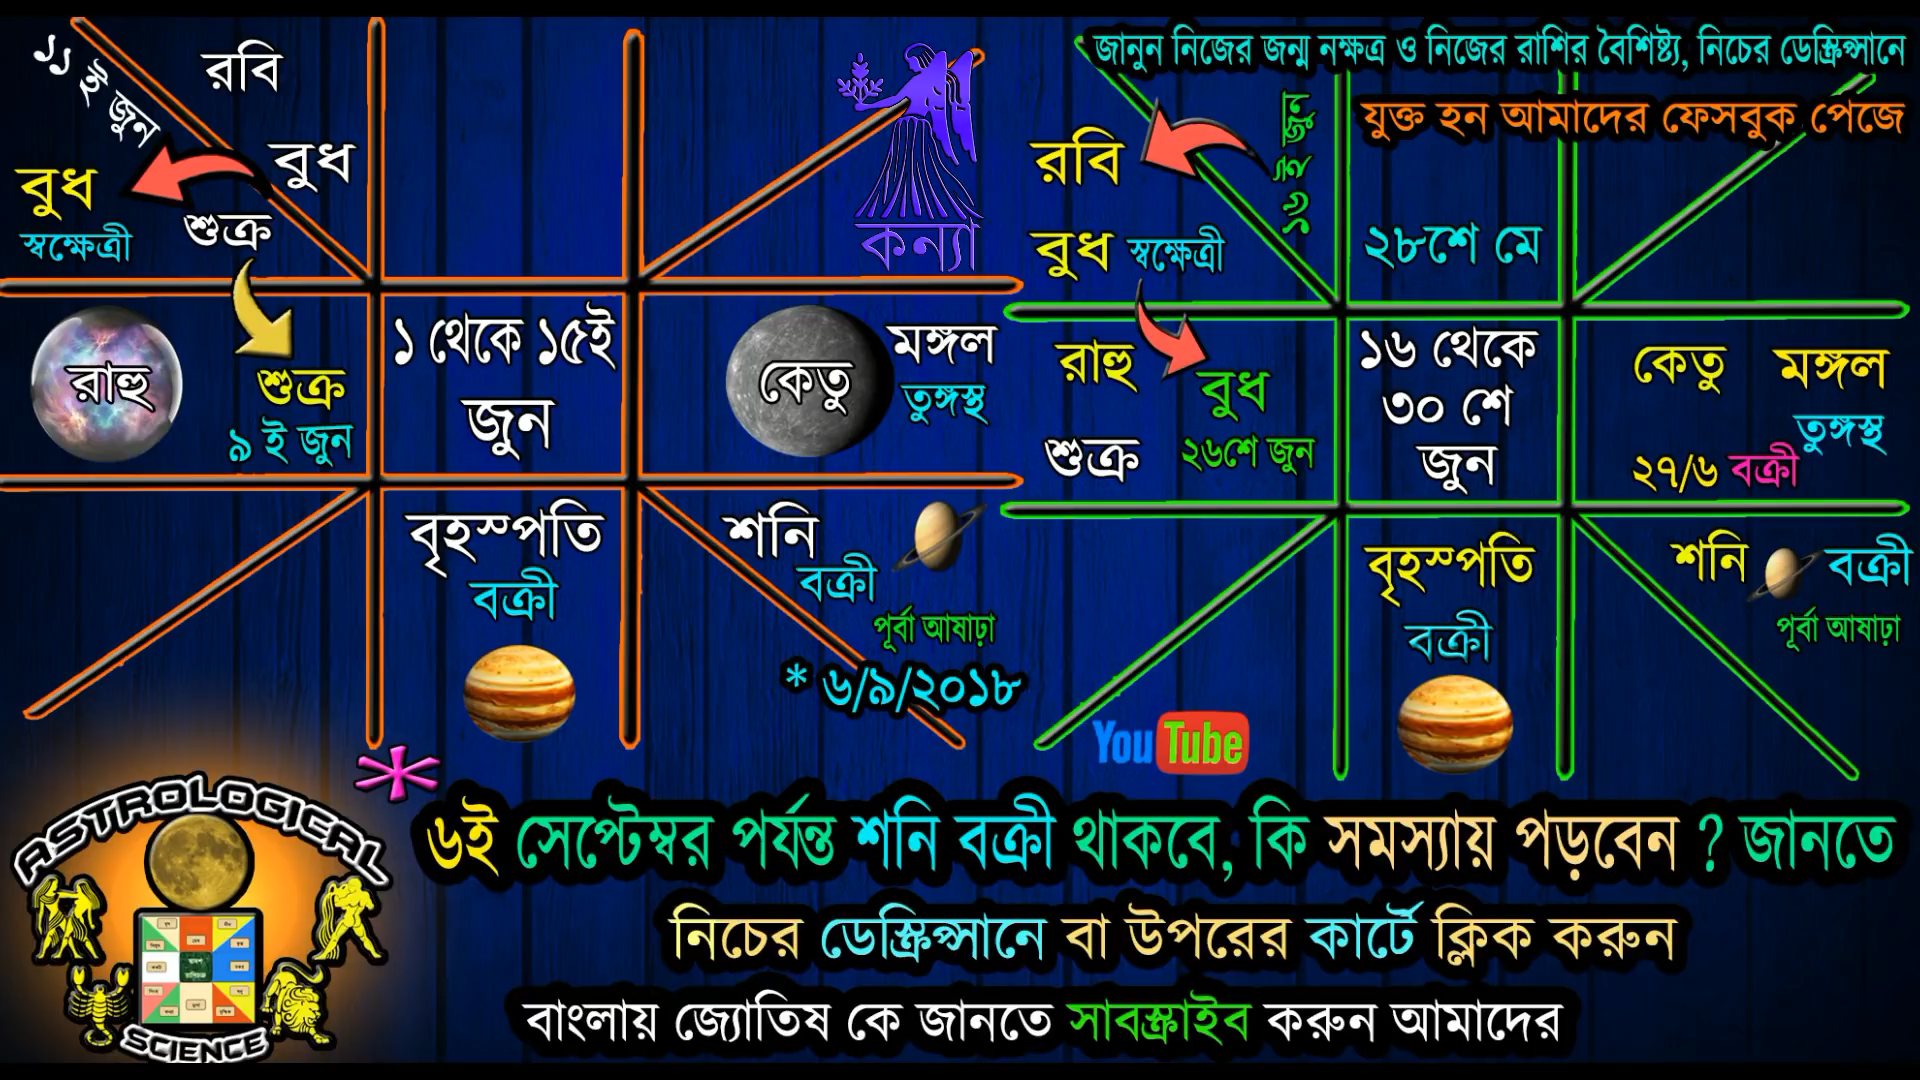 জানুন নিজের জন্ম নক্ষত্র ও নিজের রাশির বৈশিষ্ট্য, নিচের ডেস্ক্রিপ্সানে
যুক্ত হন আমাদের ফেসবুক পেজে
১১ ই জুন
রবি
বুধ
বুধ
স্বক্ষেত্রী
শুক্র
রাহু
শুক্র
৯ ই জুন
১ থেকে ১৫ই
জুন
কন্যা
কেতু
মঙ্গল
তুঙ্গস্থ
বৃহস্পতি
বক্রী
শনি
বক্রী
পূর্বা আষাঢ়া
* ৬/৯/২০১৮
রবি
১৬ ই জুন
বুধ স্বক্ষেত্রী
২৮শে মে
রাহু
বুধ
শুক্র
২৬শে জুন
১৬ থেকে
৩০ শে
জুন
কেতু মঙ্গল
তুঙ্গস্থ
২৭/৬ বক্রী
বৃহস্পতি
বক্রী
শনি বক্রী
পূর্বা আষাঢ়া
YouTube
* ৬ই সেপ্টেম্বর পর্যন্ত শনি বক্রী থাকবে, কি সমস্যায় পড়বেন ? জানতে
নিচের ডেস্ক্রিপ্সানে বা উপরের কার্টে ক্লিক করুন
বাংলায় জ্যোতিষ কে জানতে সাবস্ক্রাইব করুন আমাদের
ASTROLOGICAL
SCIENCE